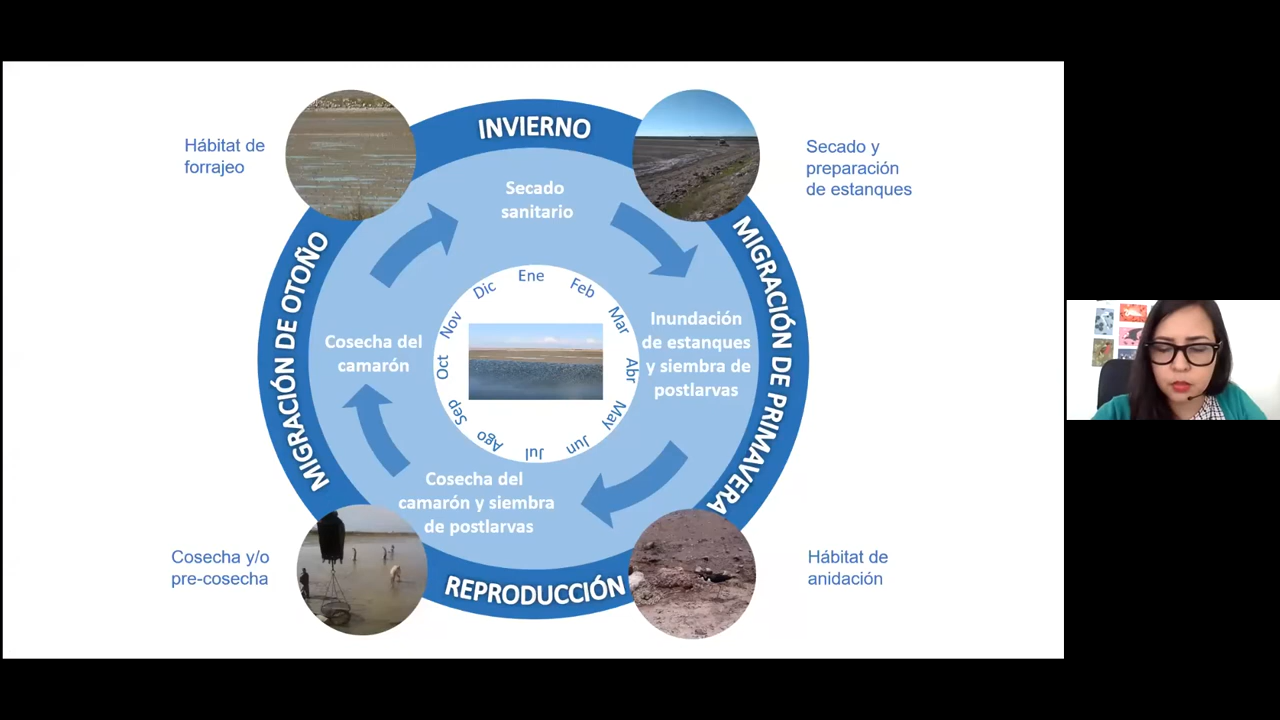 Hábitat de
forrajeo
INVIERNO
Secado y
preparación
de estanques
Secado
sanitario
MIGRACIÓN DE OTOÑO
MIGRACIÓN DE PRIMAVERA
Ene
Feb
Mar
Abr
May
Jun
Jul
Ago
Sep
Oct
Nov
Dic
Inundación
de estanques
y siembra de
postlarvas
Cosecha del
camarón
Cosecha del
camarón y siembra
de postlarvas
Cosecha y/o
pre-cosecha
REPRODUCCIÓN
Hábitat de
anidación